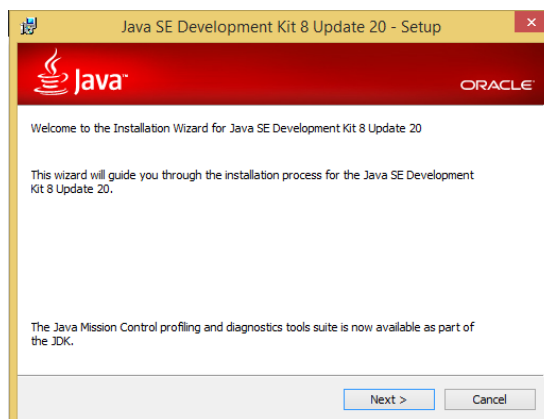 Java SE Development Kit 8 Update 20 - Setup
Java™
ORACLE®
Welcome to the Installation Wizard for Java SE Development Kit 8 Update 20
This wizard will guide you through the installation process for the Java SE Development
Kit 8 Update 20.
The Java Mission Control profiling and diagnostics tools suite is now available as part of
the JDK.
Next >
Cancel